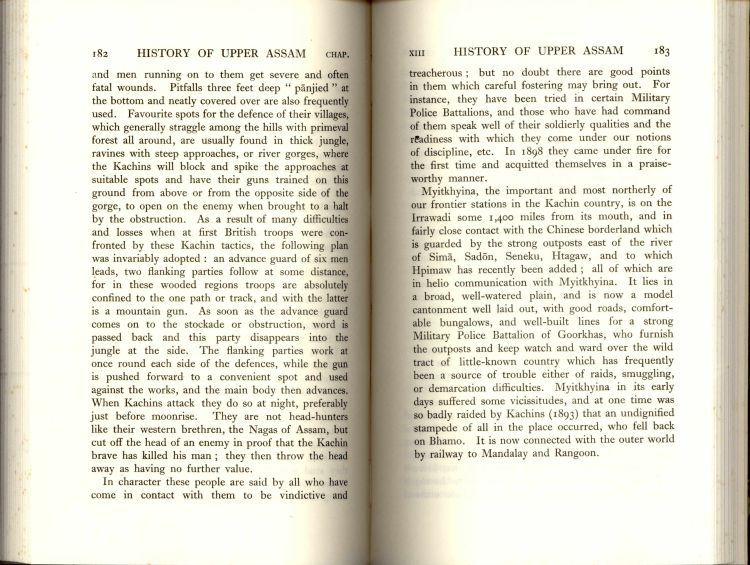 182 HISTORY OF UPPER ASSAM CHAP.
and men running on to them get severe and often
fatal wounds. Pitfalls three feet deep “ pānjied ” at
the bottom and neatly covered over are also frequently
used. Favourite spots for the defence of their villages,
which generally straggle among the hills with primeval
forest all around, are usually found in thick jungle,
ravines with steep approaches, or river gorges, where
the Kachins will block and spike the approaches at
suitable spots and have their guns trained on this
ground from above or from the opposite side of the
gorge, to open on the enemy when brought to a halt
by the obstruction. As a result of many difficulties
and losses when at first British troops were con-
fronted by these Kachin tactics, the following plan
was invariably adopted : an advance guard of six men
leads, two flanking parties follow at some distance,
for in these wooded regions troops are absolutely
confined to the one path or track, and with the latter
is a mountain gun. As soon as the advance guard
comes on to the stockade or obstruction, word is
passed back and this party disappears into the
jungle at the side. The flanking parties work at
once round each side of the defences, while the gun
is pushed forward to a convenient spot and used
against the works, and the main body then advances.
When Kachins attack they do so at night, preferably
just before moonrise. They are not head-hunters
like their western brethren, the Nagas of Assam, but
cut off the head of an enemy in proof that the Kachin
brave has killed his man ; they then throw the head
away as having no further value.
In character these people are said by all who have
come in contact with them to be vindictive and
XIII HISTORY OF UPPER ASSAM 183
treacherous ; but no doubt there are good points
in them which careful fostering may bring out. For
instance, they have been tried in certain Military
Police Battalions, and those who have had command
of them speak well of their soldierly qualities and the
readiness with which they come under our notions
of discipline, etc. In 1898 they came under fire for
the first time and acquitted themselves in a praise-
worthy manner.
Myitkhyina, the important and most northerly of
our frontier stations in the Kachin country, is on the
Irrawadi some 1,400 miles from its mouth, and in
fairly close contact with the Chinese borderland which
is guarded by the strong outposts east of the river
of Simā, Sadōn, Seneku, Htagaw, and to which
Hpimaw has recently been added ; all of which are
in helio communication with Myitkhyina. It lies in
a broad, well-watered plain, and is now a model
cantonment well laid out, with good roads, comfort-
able bungalows, and well-built lines for a strong
Military Police Battalion of Goorkhas, who furnish
the outposts and keep watch and ward over the wild
tract of little-known country which has frequently
been a source of trouble either of raids, smuggling,
or demarcation difficulties. Myitkhyina in its early
days suffered some vicissitudes, and at one time was
so badly raided by Kachins (1893) that an undignified
stampede of all in the place occurred, who fell back
on Bhamo. It is now connected with the outer world
by railway to Mandalay and Rangoon.